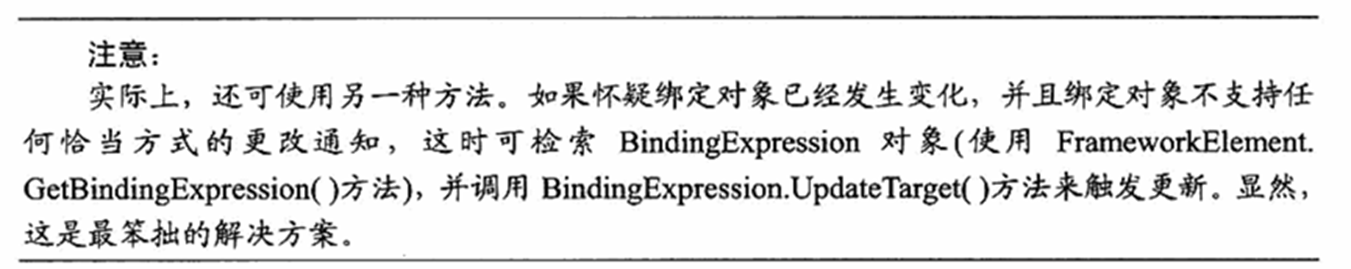 注意：
实际上，还可使用另一种方法。如果怀疑绑定对象已经发生变化，并且绑定对象不支持任
何恰当方式的更改通知，这时可检索 BindingExpression 对象(使用 FrameworkElement.
GetBindingExpression( )方法)，并调用 BindingExpression.UpdateTarget( )方法来触发更新。显然，
这是最笨拙的解决方案。